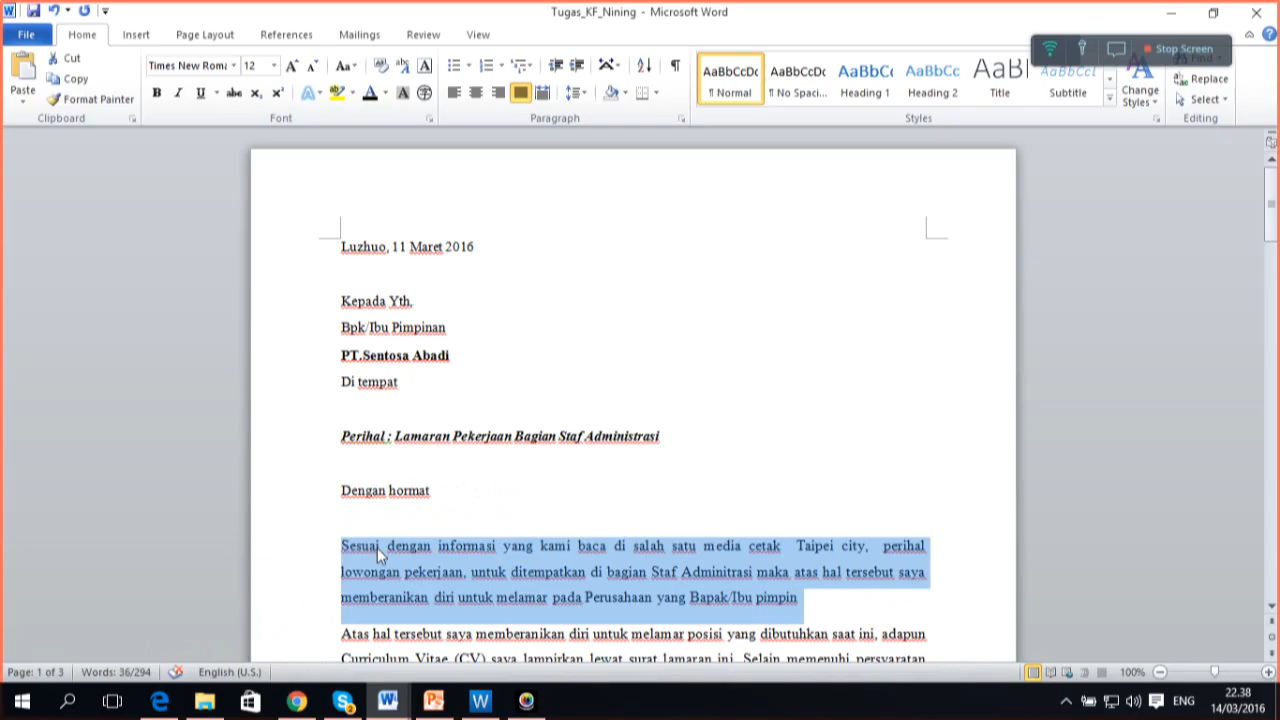 Tugas_KF_Nining - Microsoft Word
File Home Insert Page Layout References Mailings Review View
Stop Screen
Paste Cut Copy Format Painter
Times New Rom 12
AaBbCcDc AaBbCcDc AaBbCc AaBbCc AaBl AaBbCcI
¶ Normal ¶ No Spaci... Heading 1 Heading 2 Title Subtitle
Change Styles
Find
Replace
Select
Clipboard Font Paragraph Styles Editing
Luzhuo, 11 Maret 2016
Kepada Yth,
Bpk/Ibu Pimpinan
PT.Sentosa Abadi
Di tempat
Perihal : Lamaran Pekerjaan Bagian Staf Administrasi
Dengan hormat
Sesuai dengan informasi yang kami baca di salah satu media cetak Taipei city, perihal
lowongan pekerjaan, untuk ditempatkan di bagian Staf Adminitrasi maka atas hal tersebut saya
memberanikan diri untuk melamar pada Perusahaan yang Bapak/Ibu pimpin
Atas hal tersebut saya memberanikan diri untuk melamar posisi yang dibutuhkan saat ini, adapun
Curriculum Vitae (CV) saya lampirkan lewat surat lamaran ini. Selain memenuhi persyaratan
Page: 1 of 3 Words: 36/294 English (U.S.) 100%
ENG
22.38
14/03/2016